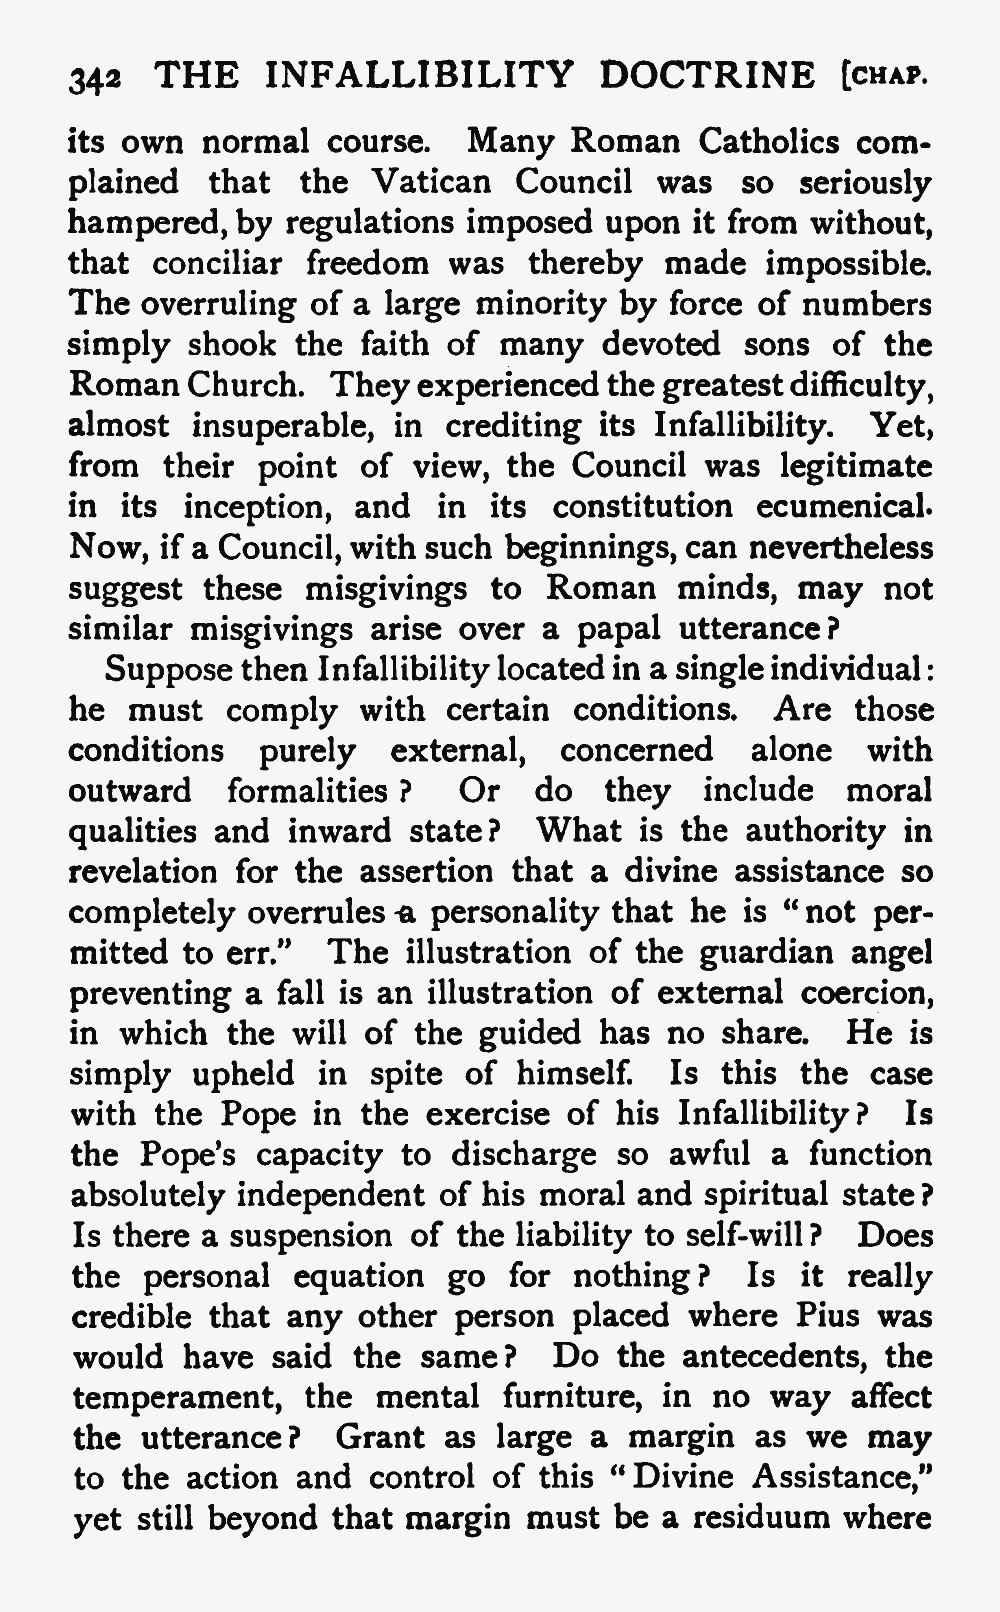 342 THE INFALLIBILITY DOCTRINE [CHAP.
its own normal course. Many Roman Catholics com-
plained that the Vatican Council was so seriously
hampered, by regulations imposed upon it from without,
that conciliar freedom was thereby made impossible.
The overruling of a large minority by force of numbers
simply shook the faith of many devoted sons of the
Roman Church. They experienced the greatest difficulty,
almost insuperable, in crediting its Infallibility. Yet,
from their point of view, the Council was legitimate
in its inception, and in its constitution ecumenical.
Now, if a Council, with such beginnings, can nevertheless
suggest these misgivings to Roman minds, may not
similar misgivings arise over a papal utterance?
Suppose then Infallibility located in a single individual:
he must comply with certain conditions. Are those
conditions purely external, concerned alone with
outward formalities? Or do they include moral
qualities and inward state? What is the authority in
revelation for the assertion that a divine assistance so
completely overrules a personality that he is "not per-
mitted to err." The illustration of the guardian angel
preventing a fall is an illustration of external coercion,
in which the will of the guided has no share. He is
simply upheld in spite of himself. Is this the case
with the Pope in the exercise of his Infallibility? Is
the Pope's capacity to discharge so awful a function
absolutely independent of his moral and spiritual state?
Is there a suspension of the liability to self-will? Does
the personal equation go for nothing? Is it really
credible that any other person placed where Pius was
would have said the same? Do the antecedents, the
temperament, the mental furniture, in no way affect
the utterance? Grant as large a margin as we may
to the action and control of this "Divine Assistance,"
yet still beyond that margin must be a residuum where